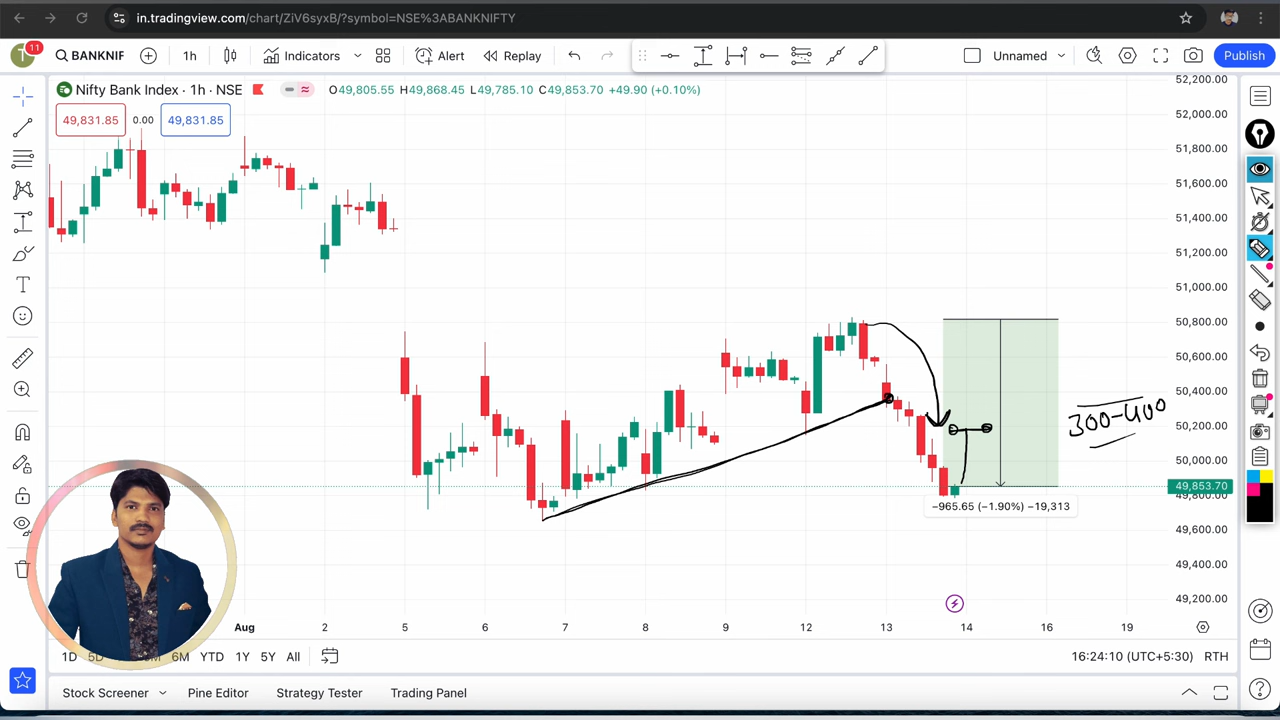 in.tradingview.com/chart/ZiV6syxB/?symbol=NSE%3ABANKNIFTY
11
T
BANKNIF
1h
Indicators
Alert
Replay
Unnamed
Publish
Nifty Bank Index · 1h · NSE
O49,805.55 H49,868.45 L49,785.10 C49,853.70 +49.90 (+0.10%)
49,831.85
0.00
49,831.85
52,200.00
52,000.00
51,800.00
51,600.00
51,400.00
51,200.00
51,000.00
50,800.00
50,600.00
50,400.00
50,200.00
50,000.00
49,853.70
49,800.00
49,600.00
49,400.00
49,200.00
300-400
−965.65 (−1.90%) −19,313
Aug 2 5 6 7 8 9 12 13 14 16 19
1D 5D 6M YTD 1Y 5Y All
16:24:10 (UTC+5:30) RTH
Stock Screener Pine Editor Strategy Tester Trading Panel